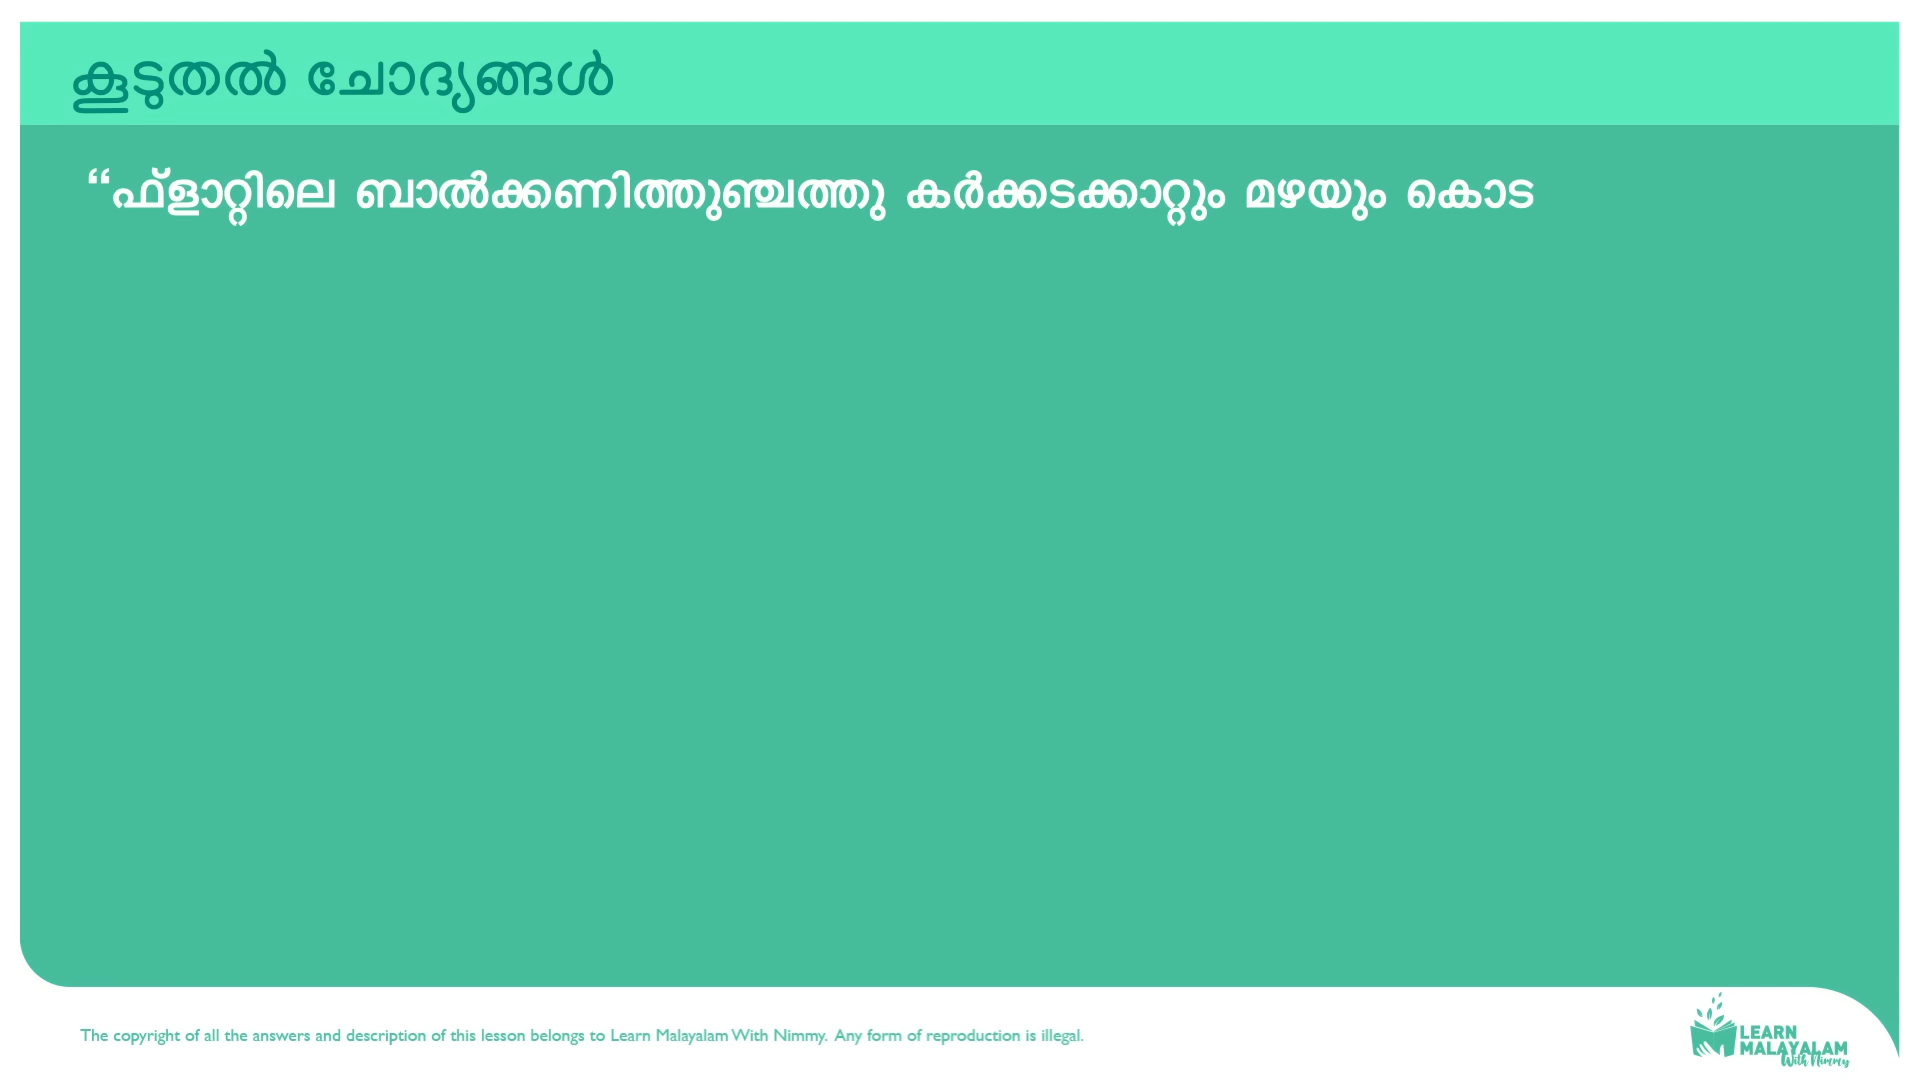 കൂടുതൽ ചോദ്യങ്ങൾ
“ഫ്ളാറ്റിലെ ബാൽക്കണിത്തുഞ്ചത്തു കർക്കടക്കാറ്റും മഴയും കൊട
The copyright of all the answers and description of this lesson belongs to Learn Malayalam With Nimmy. Any form of reproduction is illegal.
LEARN
MALAYALAM
With Nimmy